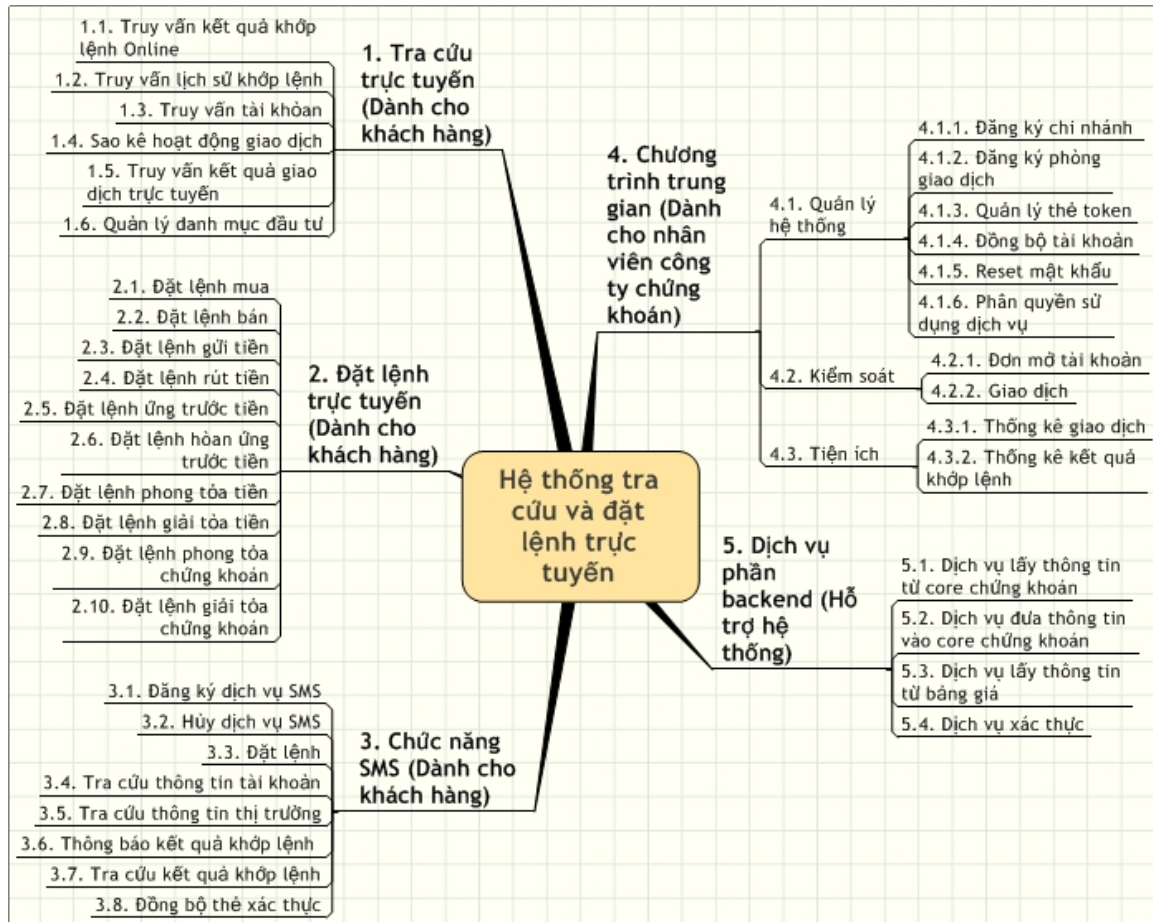 1.1. Truy vấn kết quả khớp
lệnh Online
1.2. Truy vấn lịch sử khớp lệnh
1.3. Truy vấn tài khỏan
1.4. Sao kê hoạt động giao dịch
1.5. Truy vấn kết quả giao
dịch trực tuyến
1.6. Quản lý danh mục đầu tư
1. Tra cứu
trực tuyến
(Dành cho
khách hàng)
2.1. Đặt lệnh mua
2.2. Đặt lệnh bán
2.3. Đặt lệnh gửi tiền
2.4. Đặt lệnh rút tiền
2.5. Đặt lệnh ứng trước tiền
2.6. Đặt lệnh hòan ứng
trước tiền
2.7. Đặt lệnh phong tỏa tiền
2.8. Đặt lệnh giải tỏa tiền
2.9. Đặt lệnh phong tỏa
chứng khoán
2.10. Đặt lệnh giải tỏa
chứng khoán
2. Đặt lệnh
trực tuyến
(Dành cho
khách hàng)
3.1. Đăng ký dịch vụ SMS
3.2. Hủy dịch vụ SMS
3.3. Đặt lệnh
3.4. Tra cứu thông tin tài khoản
3.5. Tra cứu thông tin thị trường
3.6. Thông báo kết quả khớp lệnh
3.7. Tra cứu kết quả khớp lệnh
3.8. Đồng bộ thẻ xác thực
3. Chức năng
SMS (Dành cho
khách hàng)
Hệ thống tra
cứu và đặt
lệnh trực
tuyến
4. Chương
trình trung
gian (Dành
cho nhân
viên công
ty chứng
khoán)
4.1. Quản lý
hệ thống
4.1.1. Đăng ký chi nhánh
4.1.2. Đăng ký phòng
giao dịch
4.1.3. Quản lý thẻ token
4.1.4. Đồng bộ tài khoản
4.1.5. Reset mật khẩu
4.1.6. Phân quyền sử
dụng dịch vụ
4.2. Kiểm soát
4.2.1. Đơn mở tài khoản
4.2.2. Giao dịch
4.3. Tiện ích
4.3.1. Thống kê giao dịch
4.3.2. Thống kê kết quả
khớp lệnh
5. Dịch vụ
phần
backend (Hỗ
trợ hệ
thống)
5.1. Dịch vụ lấy thông tin
từ core chứng khoán
5.2. Dịch vụ đưa thông tin
vào core chứng khoán
5.3. Dịch vụ lấy thông tin
từ bảng giá
5.4. Dịch vụ xác thực